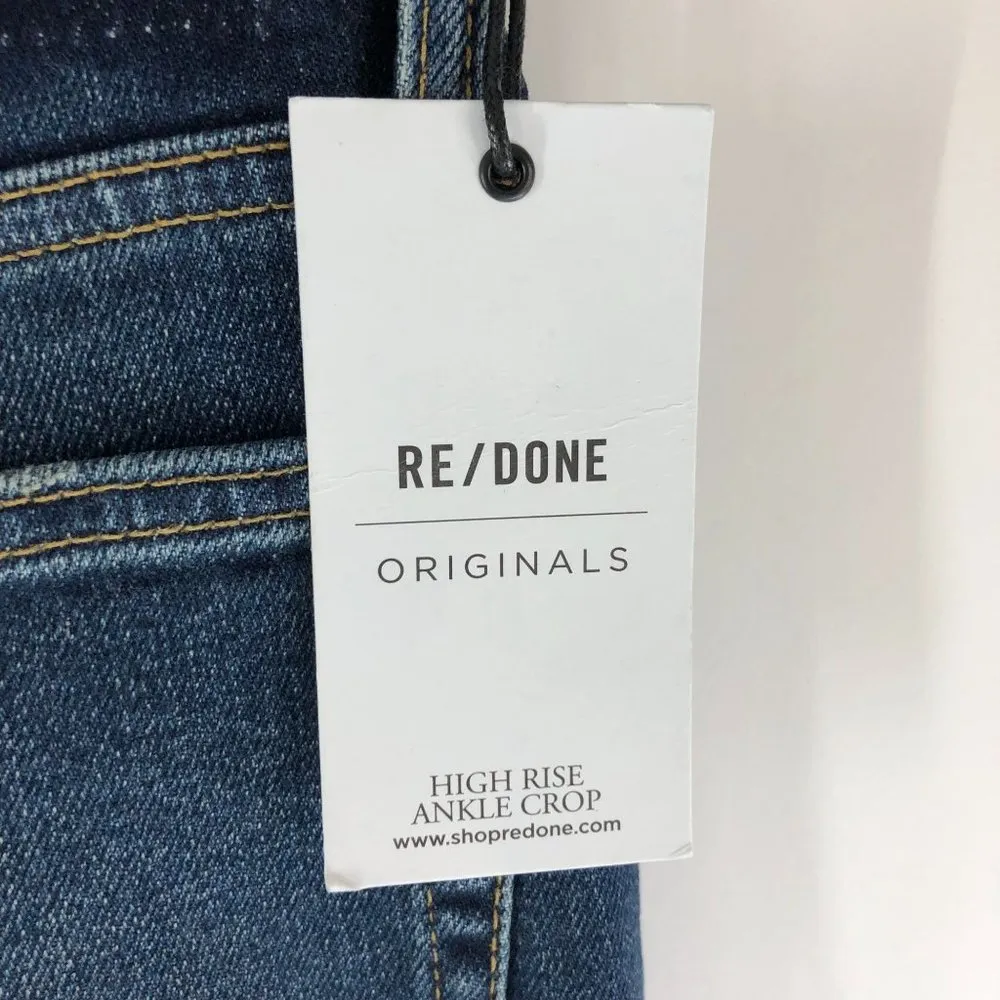 RE/DONE
ORIGINALS
HIGH RISE
ANKLE CROP
www.shopredone.com